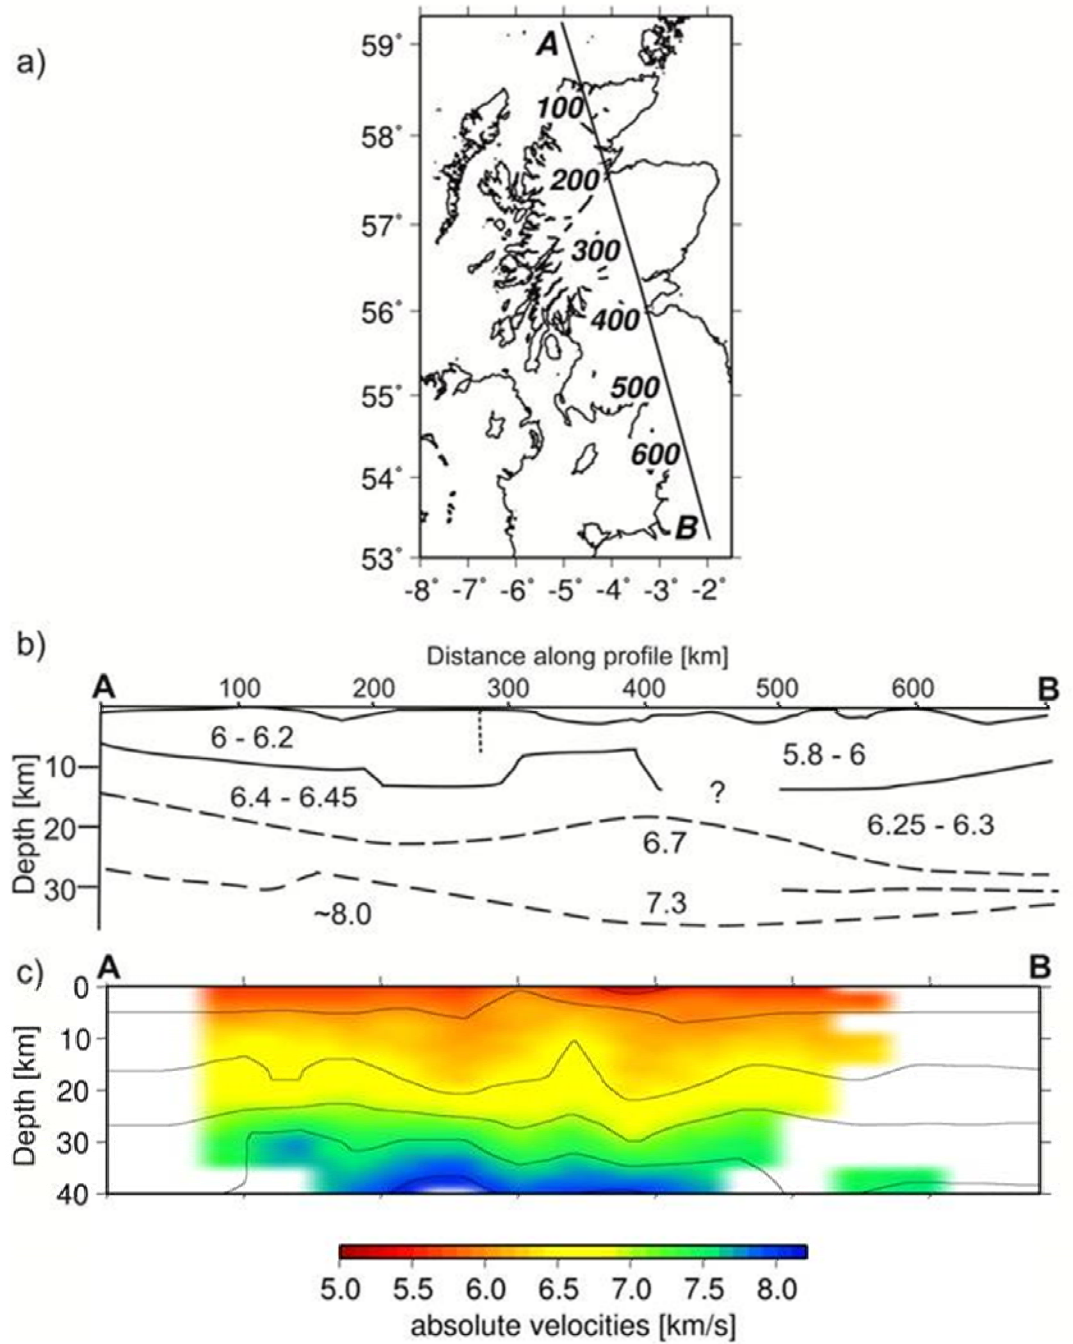 a)
59°
A
100
58°
200
57°
300
56°
400
55°
500
600
54°
B
53°
-8° -7° -6° -5° -4° -3° -2°
b)
Distance along profile [km]
A 100 200 300 400 500 600 B
6 - 6.2
5.8 - 6
10
6.4 - 6.45
?
20
6.7
6.25 - 6.3
30
7.3
~8.0
Depth [km]
c)
A B
0
10
20
30
40
Depth [km]
5.0 5.5 6.0 6.5 7.0 7.5 8.0
absolute velocities [km/s]